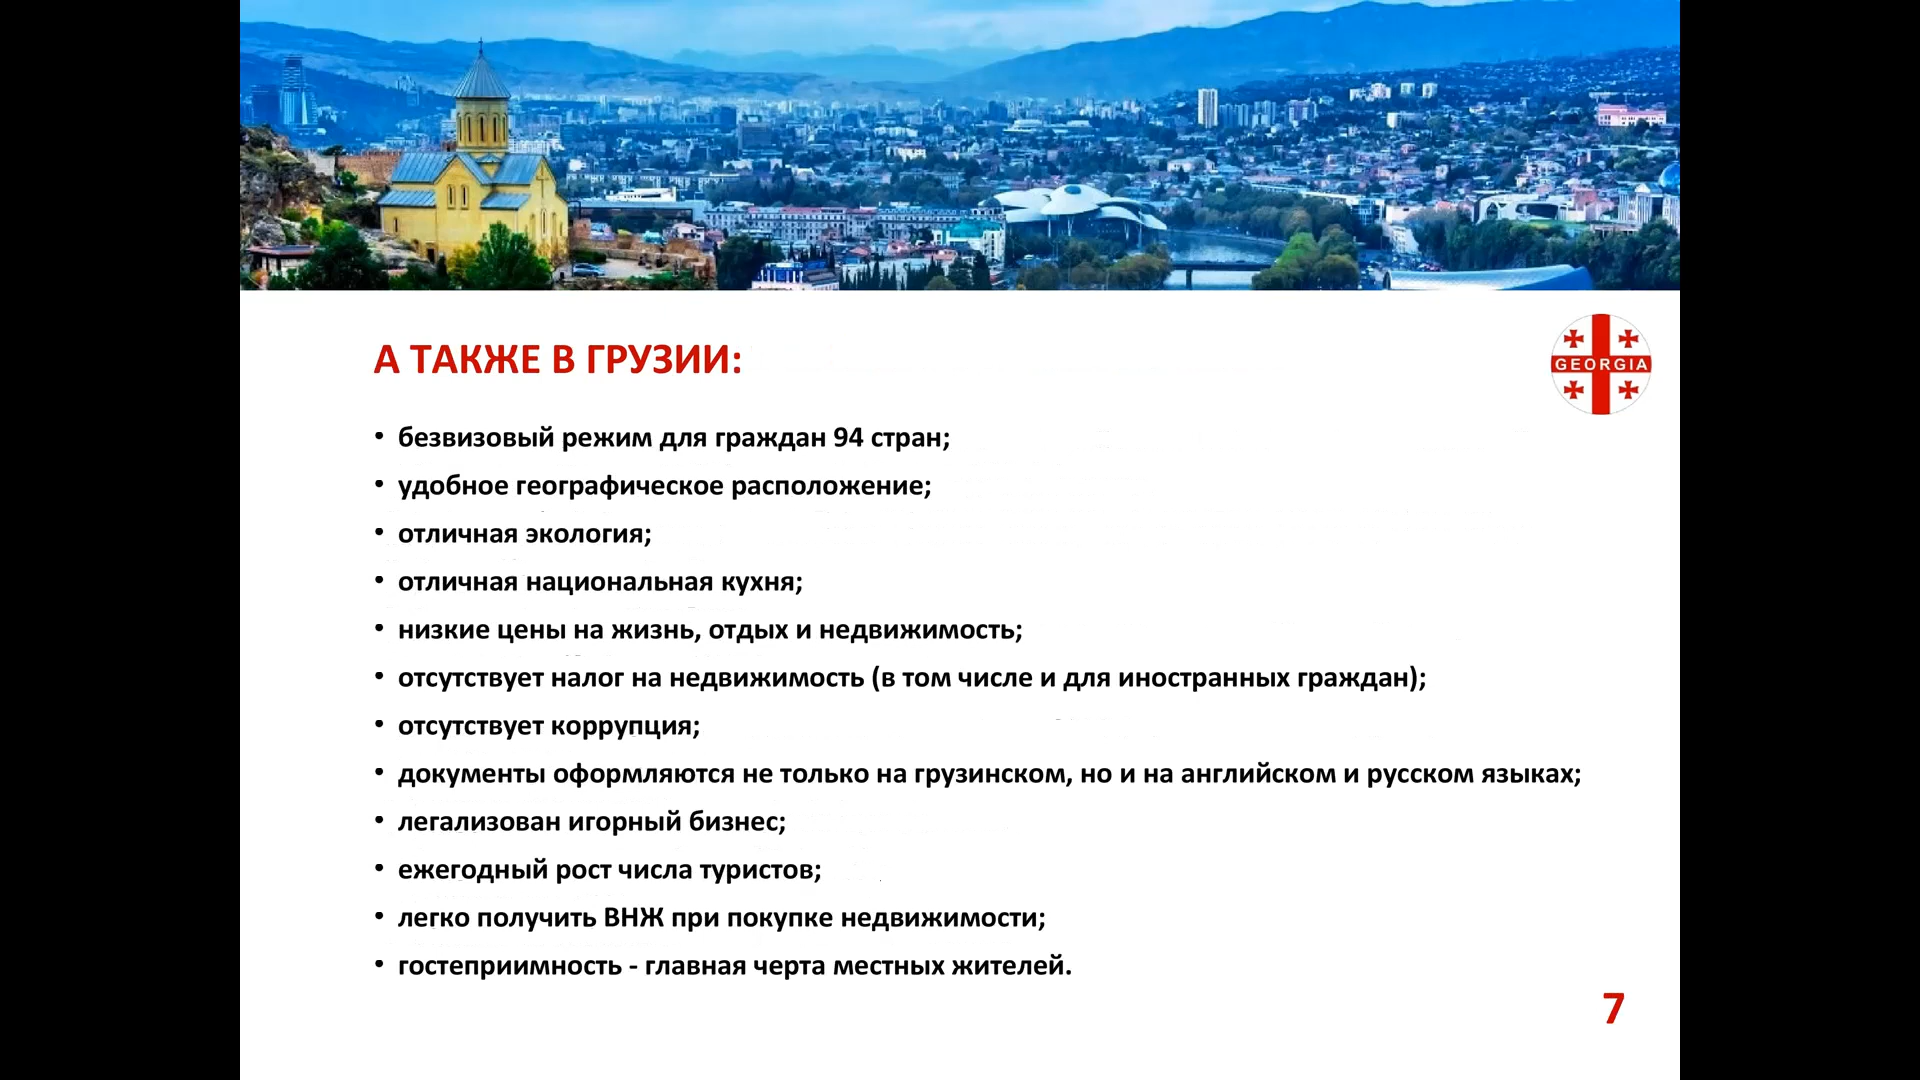 А ТАКЖЕ В ГРУЗИИ:
GEORGIA
• безвизовый режим для граждан 94 стран;
• удобное географическое расположение;
• отличная экология;
• отличная национальная кухня;
• низкие цены на жизнь, отдых и недвижимость;
• отсутствует налог на недвижимость (в том числе и для иностранных граждан);
• отсутствует коррупция;
• документы оформляются не только на грузинском, но и на английском и русском языках;
• легализован игорный бизнес;
• ежегодный рост числа туристов;
• легко получить ВНЖ при покупке недвижимости;
• гостеприимность - главная черта местных жителей.
7